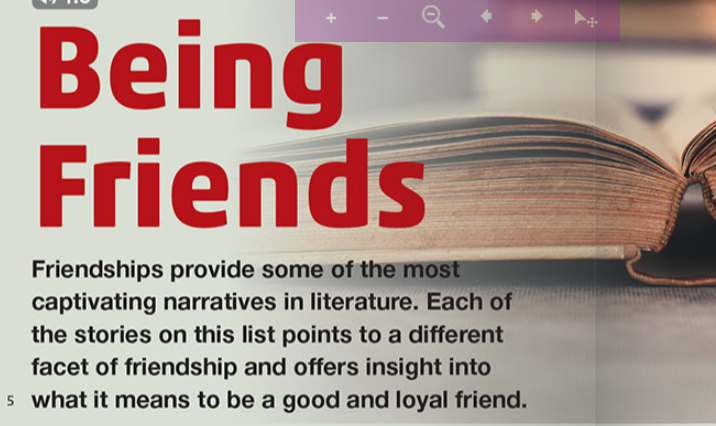 Being
Friends
Friendships provide some of the most
captivating narratives in literature. Each of
the stories on this list points to a different
facet of friendship and offers insight into
5 what it means to be a good and loyal friend.